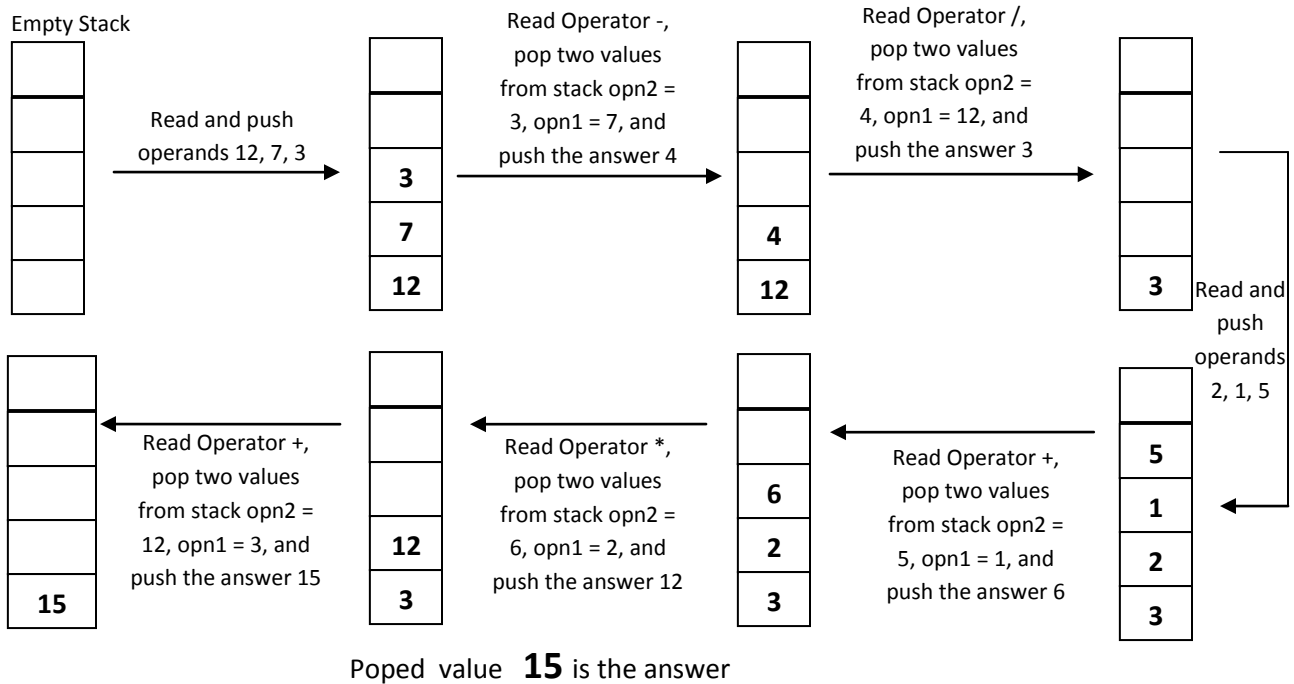 Empty Stack
Read and push
operands 12, 7, 3
3
7
12
Read Operator -,
pop two values
from stack opn2 =
3, opn1 = 7, and
push the answer 4
4
12
Read Operator /,
pop two values
from stack opn2 =
4, opn1 = 12, and
push the answer 3
3
Read and
push
operands
2, 1, 5
5
1
2
3
Read Operator +,
pop two values
from stack opn2 =
5, opn1 = 1, and
push the answer 6
6
2
3
Read Operator *,
pop two values
from stack opn2 =
6, opn1 = 2, and
push the answer 12
12
3
Read Operator +,
pop two values
from stack opn2 =
12, opn1 = 3, and
push the answer 15
15
Poped value 15 is the answer